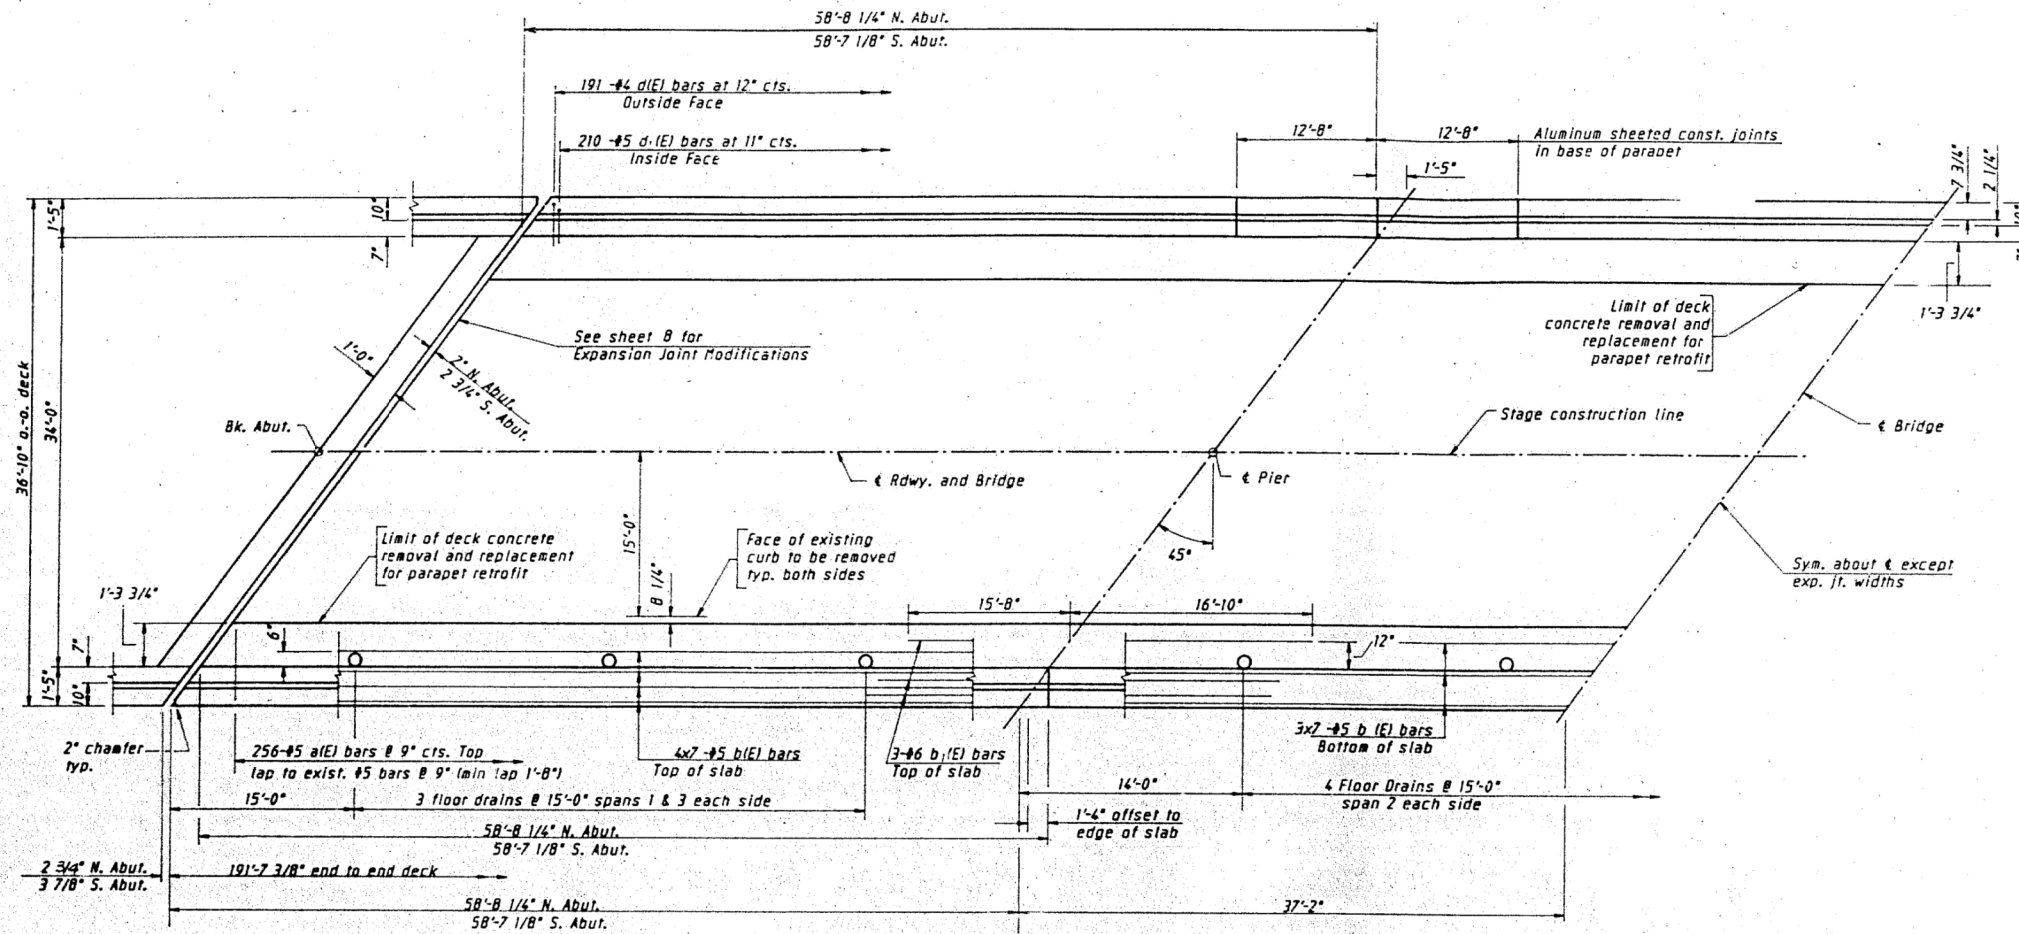 58'-8 1/4" N. Abut.
58'-7 1/8" S. Abut.
191 -#4 d(E) bars at 12" cts.
Outside Face
210 -#5 d1(E) bars at 11" cts.
Inside Face
12'-8"
12'-8"
Aluminum sheeted const. joints
in base of parapet
1'-5"
7 3/4"
2 1/4"
10"
1'-5"
10"
7"
7"
1'-3 3/4"
Limit of deck
concrete removal and
replacement for
parapet retrofit
See sheet 8 for
Expansion Joint Modifications
1'-0"
2" N. Abut.
2 3/4" S. Abut.
36'-10" o.-o. deck
34'-0"
Bk. Abut.
Stage construction line
¢ Bridge
¢ Rdwy. and Bridge
¢ Pier
15'-0"
45°
Limit of deck concrete
removal and replacement
for parapet retrofit
Face of existing
curb to be removed
typ. both sides
8 1/4"
Sym. about ¢ except
exp. jt. widths
1'-3 3/4"
15'-8"
16'-10"
7"
6"
12"
1'-5"
10"
2" chamfer
typ.
256-#5 a(E) bars @ 9" cts. Top
lap to exist. #5 bars @ 9" (min lap 1'-8")
4x7 -#5 b(E) bars
Top of slab
3-#6 b1(E) bars
Top of slab
3x7 -#5 b (E) bars
Bottom of slab
15'-0"
3 floor drains @ 15'-0" spans 1 & 3 each side
14'-0"
4 Floor Drains @ 15'-0"
span 2 each side
1'-4" offset to
edge of slab
58'-8 1/4" N. Abut.
58'-7 1/8" S. Abut.
2 3/4" N. Abut.
3 7/8" S. Abut.
191'-7 3/8" end to end deck
58'-8 1/4" N. Abut.
58'-7 1/8" S. Abut.
37'-2"